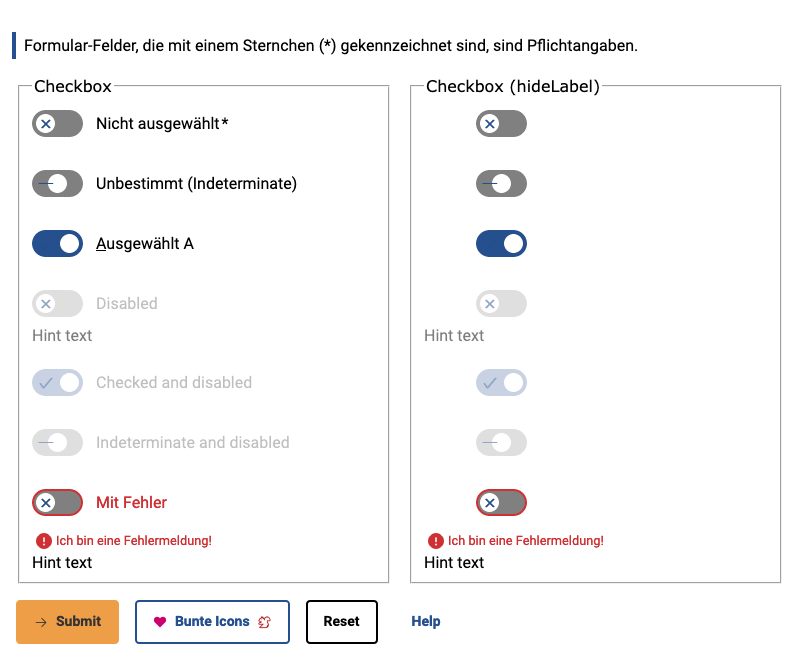 Formular-Felder, die mit einem Sternchen (*) gekennzeichnet sind, sind Pflichtangaben.
Checkbox
Nicht ausgewählt*
Unbestimmt (Indeterminate)
Ausgewählt A
Disabled
Hint text
Checked and disabled
Indeterminate and disabled
Mit Fehler
Ich bin eine Fehlermeldung!
Hint text
Checkbox (hideLabel)
Hint text
Ich bin eine Fehlermeldung!
Hint text
Submit
Bunte Icons
Reset
Help